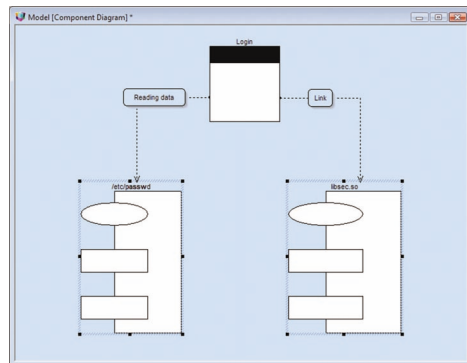 Model [Component Diagram] *
Login
Reading data
Link
/etc/passwd
libsec.so